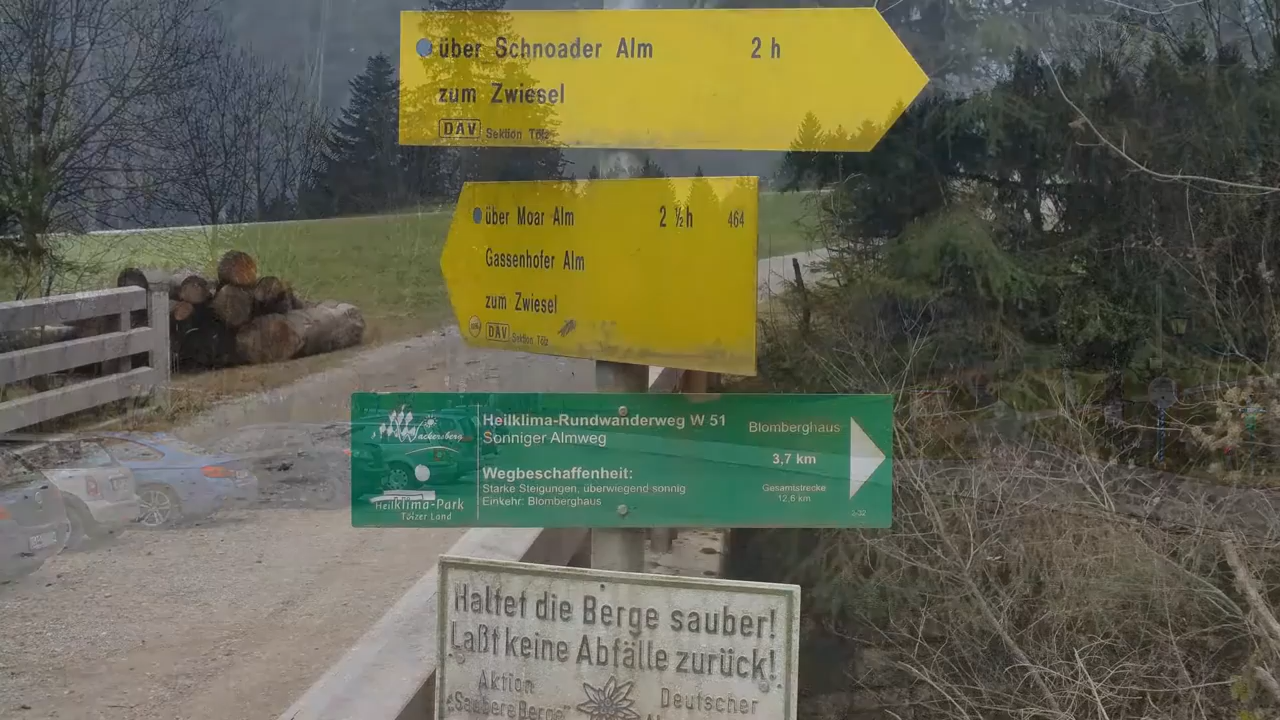 über Schnoader Alm 2 h
zum Zwiesel
DAV Sektion Tölz
über Moar Alm 2 ½ h 464
Gassenhofer Alm
zum Zwiesel
DAV Sektion Tölz
Wackersberg
Heilklima-Park
Tölzer Land
Heilklima-Rundwanderweg W 51
Sonniger Almweg
Wegbeschaffenheit:
Starke Steigungen, überwiegend sonnig
Einkehr: Blomberghaus
Blomberghaus
3,7 km
Gesamtstrecke
12,6 km
Haltet die Berge sauber!
Laßt keine Abfälle zurück!
Aktion Deutscher
"Saubere Berge"